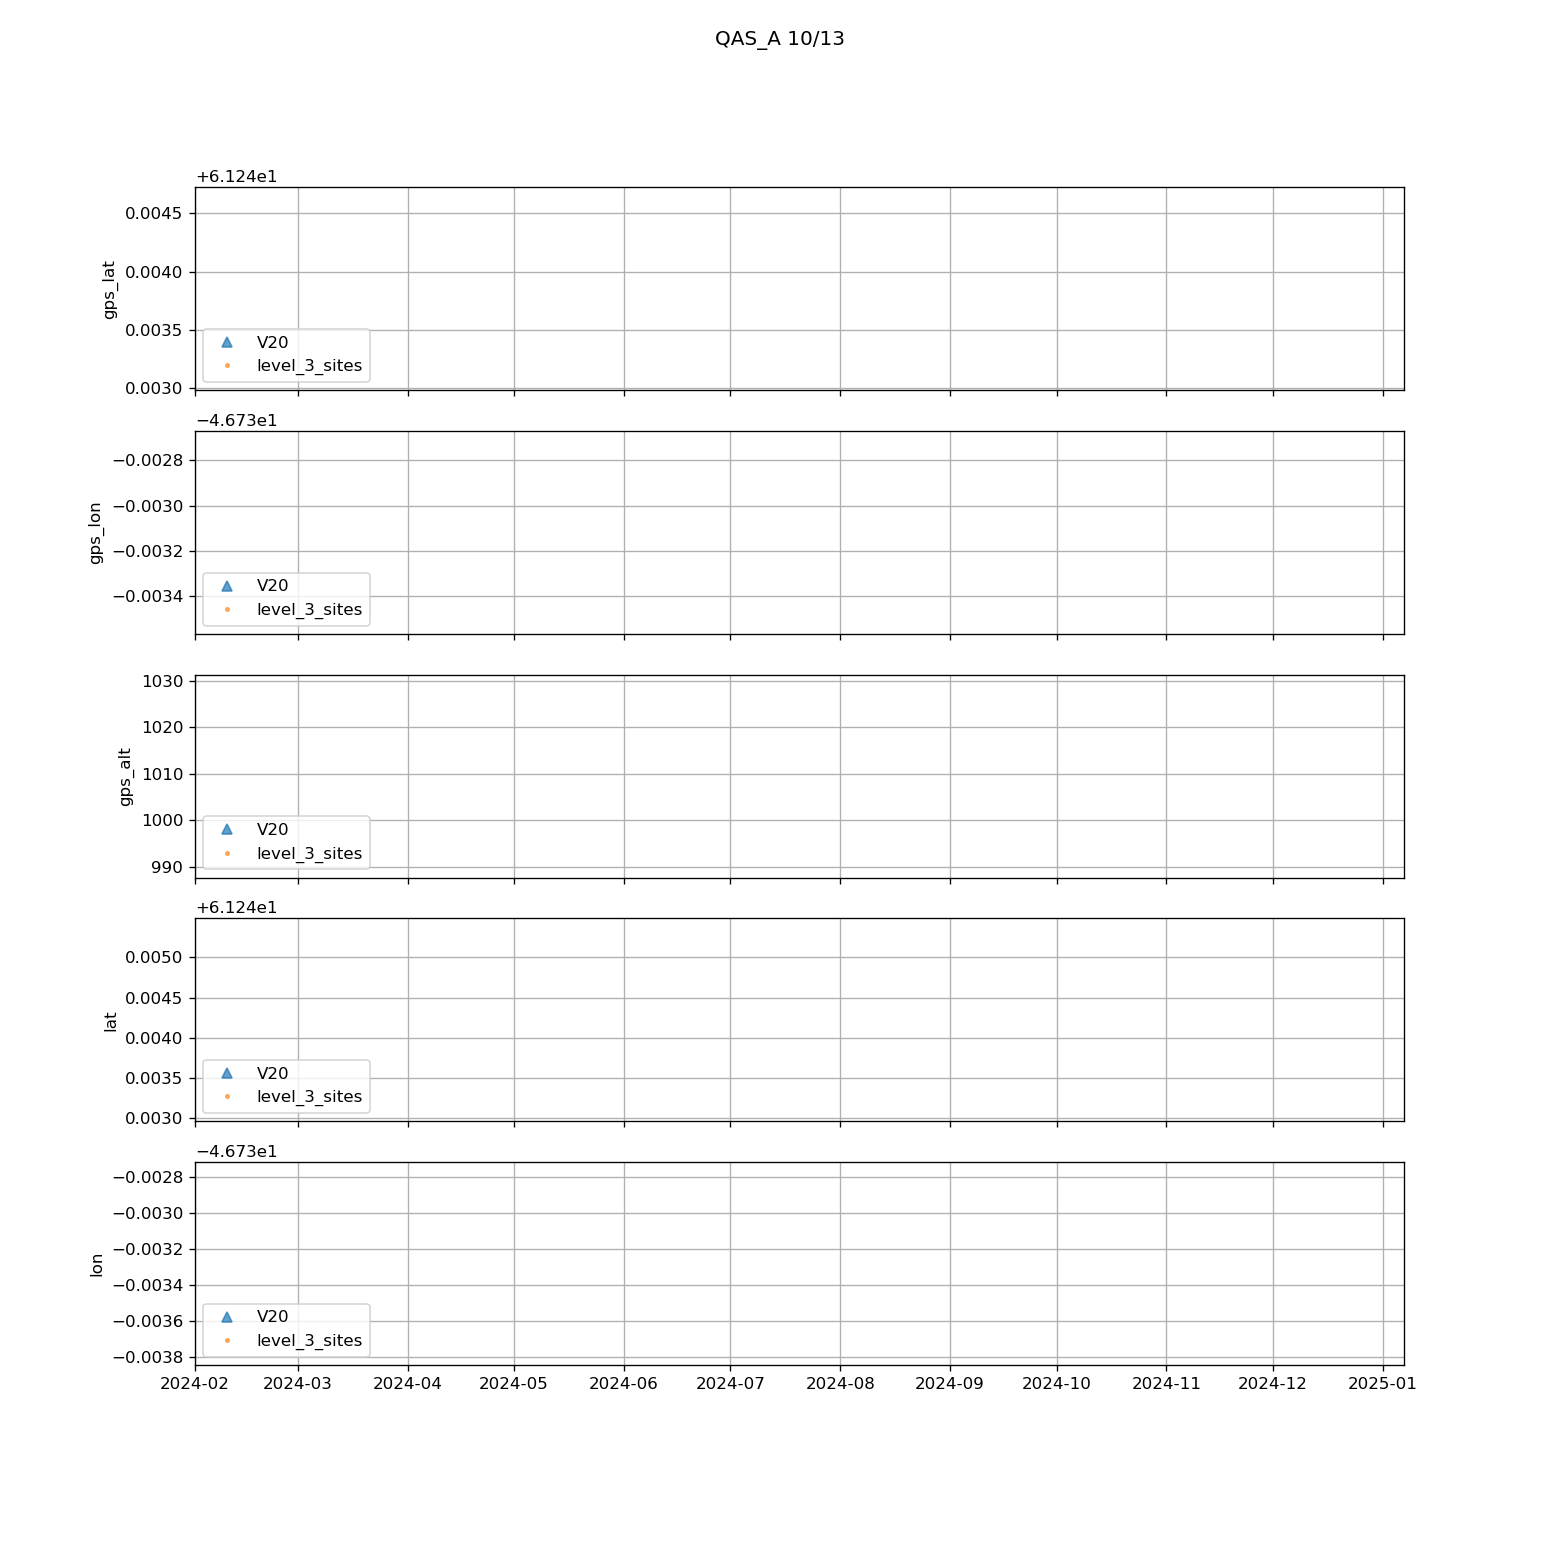 QAS_A 10/13
+6.124e1
0.0045
0.0040
0.0035
0.0030
gps_lat
V20
level_3_sites
−4.673e1
−0.0028
−0.0030
−0.0032
−0.0034
gps_lon
V20
level_3_sites
1030
1020
1010
1000
990
gps_alt
V20
level_3_sites
+6.124e1
0.0050
0.0045
0.0040
0.0035
0.0030
lat
V20
level_3_sites
−4.673e1
−0.0028
−0.0030
−0.0032
−0.0034
−0.0036
−0.0038
lon
V20
level_3_sites
2024-02 2024-03 2024-04 2024-05 2024-06 2024-07 2024-08 2024-09 2024-10 2024-11 2024-12 2025-01